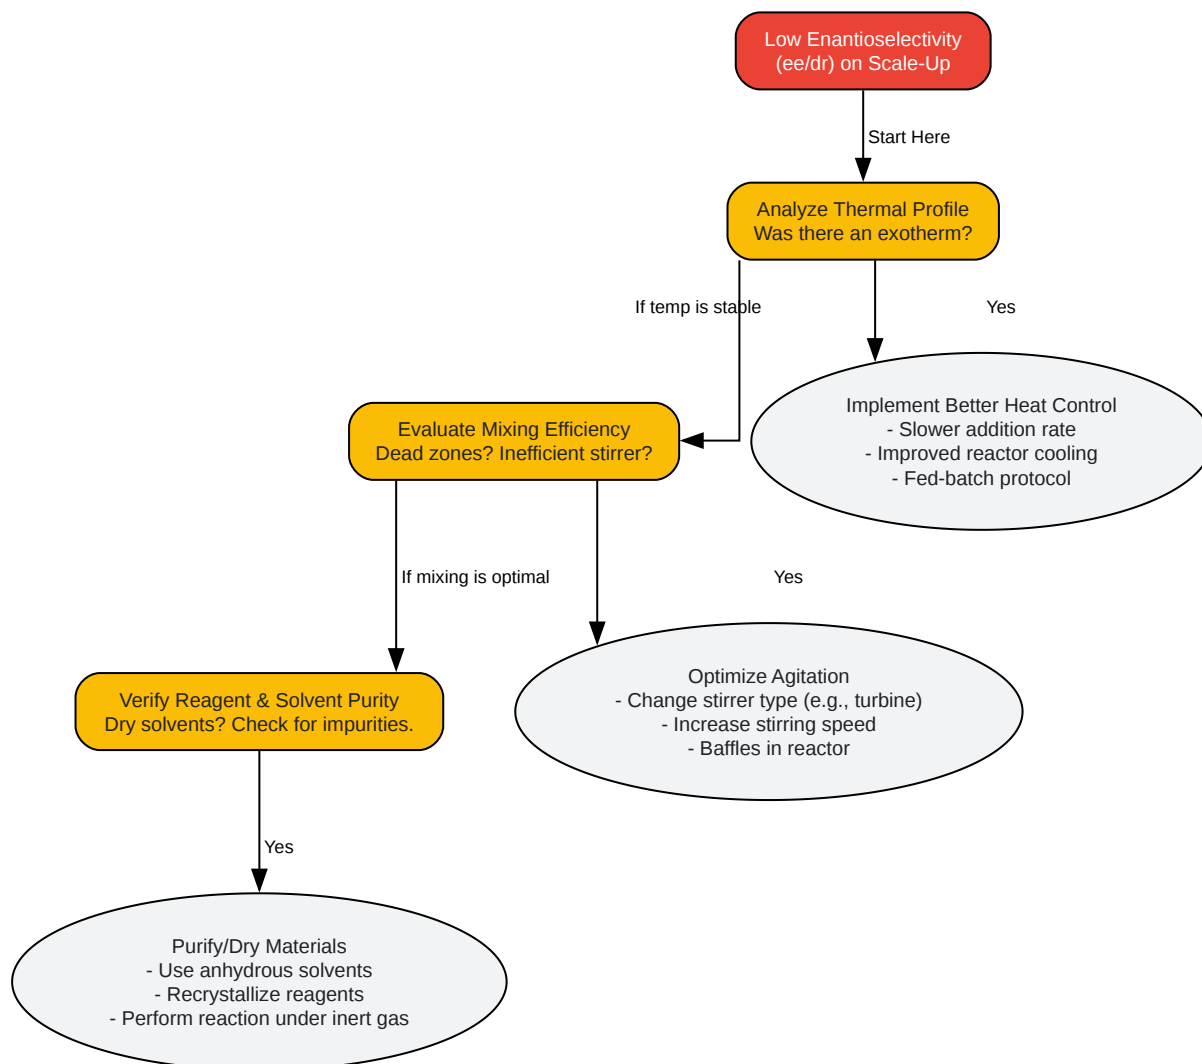 Low Enantioselectivity
(ee/dr) on Scale-Up
Start Here
Analyze Thermal Profile
Was there an exotherm?
If temp is stable
Yes
Implement Better Heat Control
- Slower addition rate
- Improved reactor cooling
- Fed-batch protocol
Evaluate Mixing Efficiency
Dead zones? Inefficient stirrer?
If mixing is optimal
Yes
Optimize Agitation
- Change stirrer type (e.g., turbine)
- Increase stirring speed
- Baffles in reactor
Verify Reagent & Solvent Purity
Dry solvents? Check for impurities.
Yes
Purify/Dry Materials
- Use anhydrous solvents
- Recrystallize reagents
- Perform reaction under inert gas